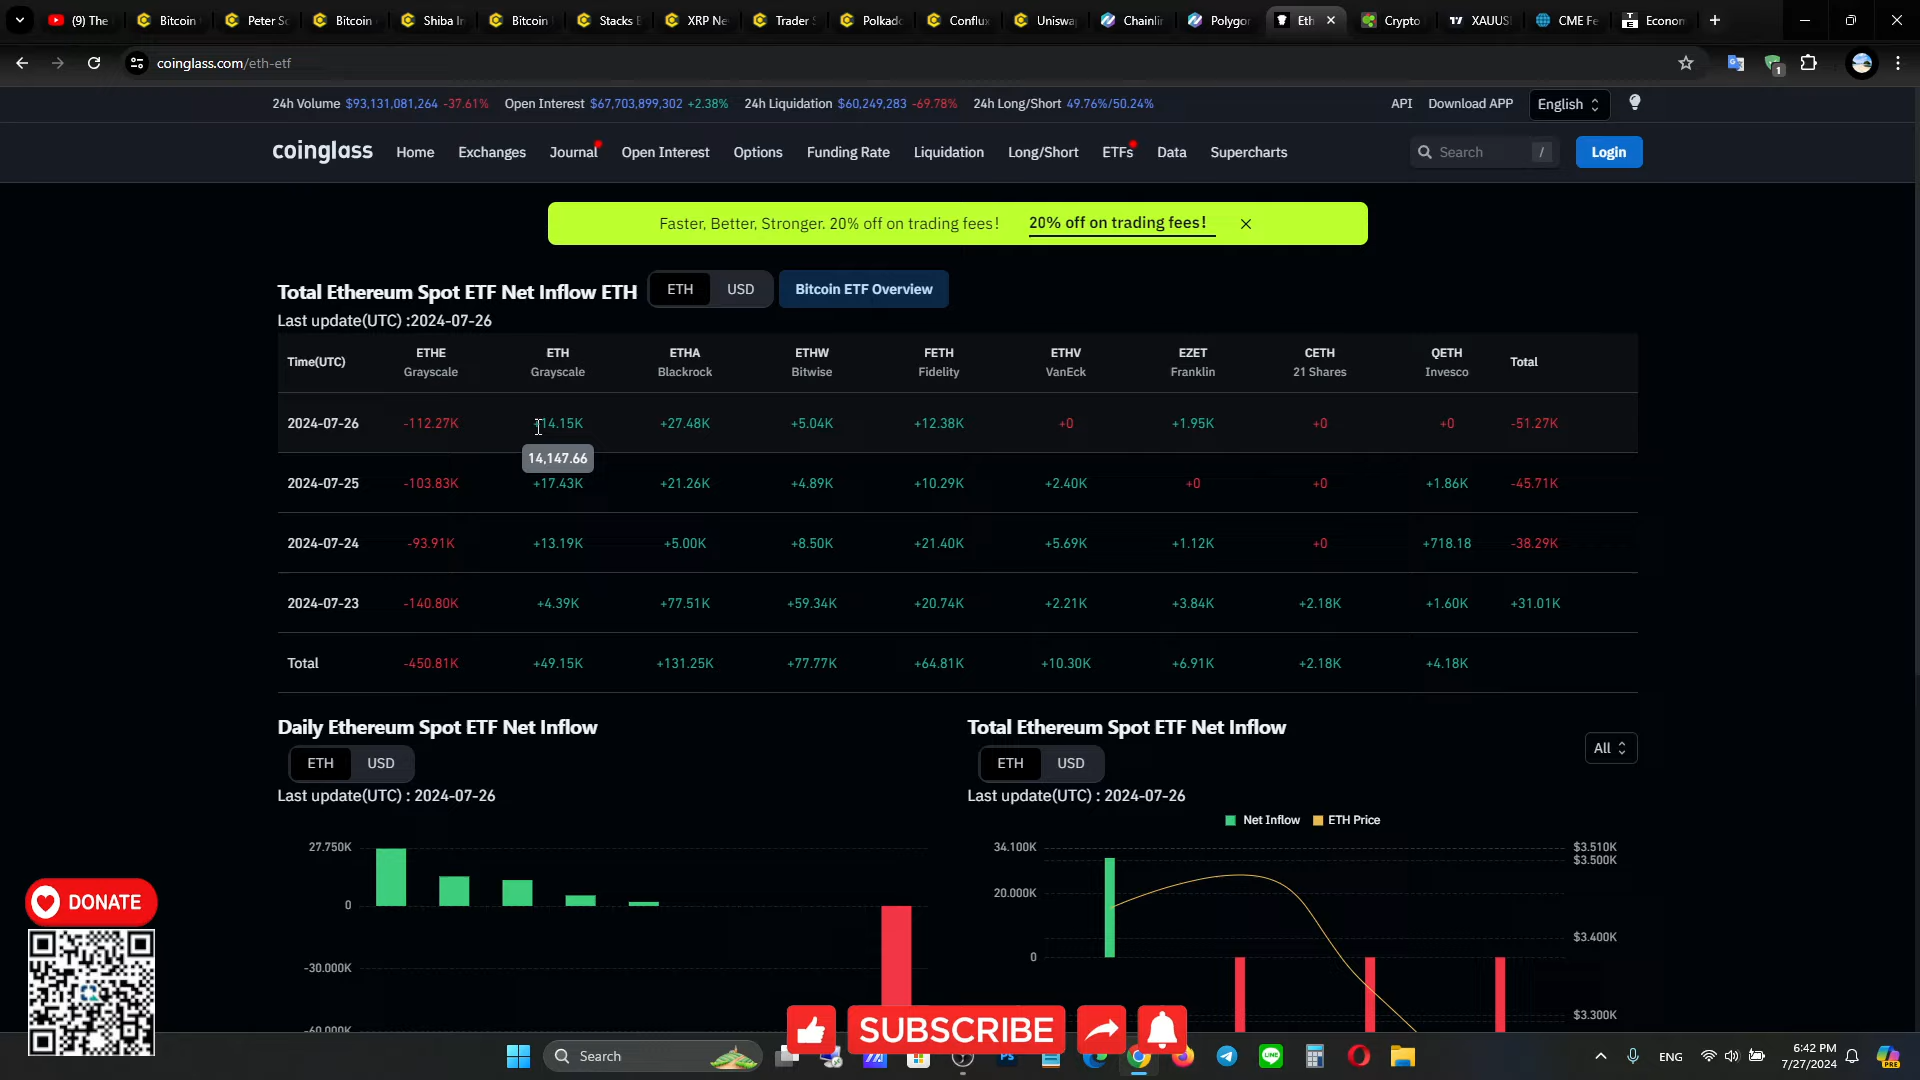 (9) The
Bitcoin
Peter Sc
Bitcoin
Shiba In
Bitcoin
Stacks
XRP Ne
Trader
Polkado
Conflux
Uniswa
Chainlin
Polygon
Eth
Crypto
XAUUS
CME Fe
Econom
coinglass.com/eth-etf
24h Volume $93,131,081,264 -37.61% Open Interest $67,703,899,302 +2.38% 24h Liquidation $60,249,283 -69.78% 24h Long/Short 49.76%/50.24% API Download APP English
coinglass Home Exchanges Journal Open Interest Options Funding Rate Liquidation Long/Short ETFs Data Supercharts Search / Login
Faster, Better, Stronger. 20% off on trading fees! 20% off on trading fees!
Total Ethereum Spot ETF Net Inflow ETH ETH USD Bitcoin ETF Overview
Last update(UTC) :2024-07-26
Time(UTC) ETHE ETH ETHA ETHW FETH ETHV EZET CETH QETH Total
Grayscale Grayscale Blackrock Bitwise Fidelity VanEck Franklin 21 Shares Invesco
2024-07-26 -112.27K +14.15K +27.48K +5.04K +12.38K +0 +1.95K +0 +0 -51.27K
14,147.66
2024-07-25 -103.83K +17.43K +21.26K +4.89K +10.29K +2.40K +0 +0 +1.86K -45.71K
2024-07-24 -93.91K +13.19K +5.00K +8.50K +21.40K +5.69K +1.12K +0 +718.18 -38.29K
2024-07-23 -140.80K +4.39K +77.51K +59.34K +20.74K +2.21K +3.84K +2.18K +1.60K +31.01K
Total -450.81K +49.15K +131.25K +77.77K +64.81K +10.30K +6.91K +2.18K +4.18K
Daily Ethereum Spot ETF Net Inflow
ETH USD
Last update(UTC) : 2024-07-26
27.750K
0
-30.000K
-60.000K
Total Ethereum Spot ETF Net Inflow
All
ETH USD
Last update(UTC) : 2024-07-26
Net Inflow ETH Price
34.100K $3.510K
$3.500K
20.000K
$3.400K
0
$3.300K
DONATE
SUBSCRIBE
Search
ENG
6:42 PM
7/27/2024